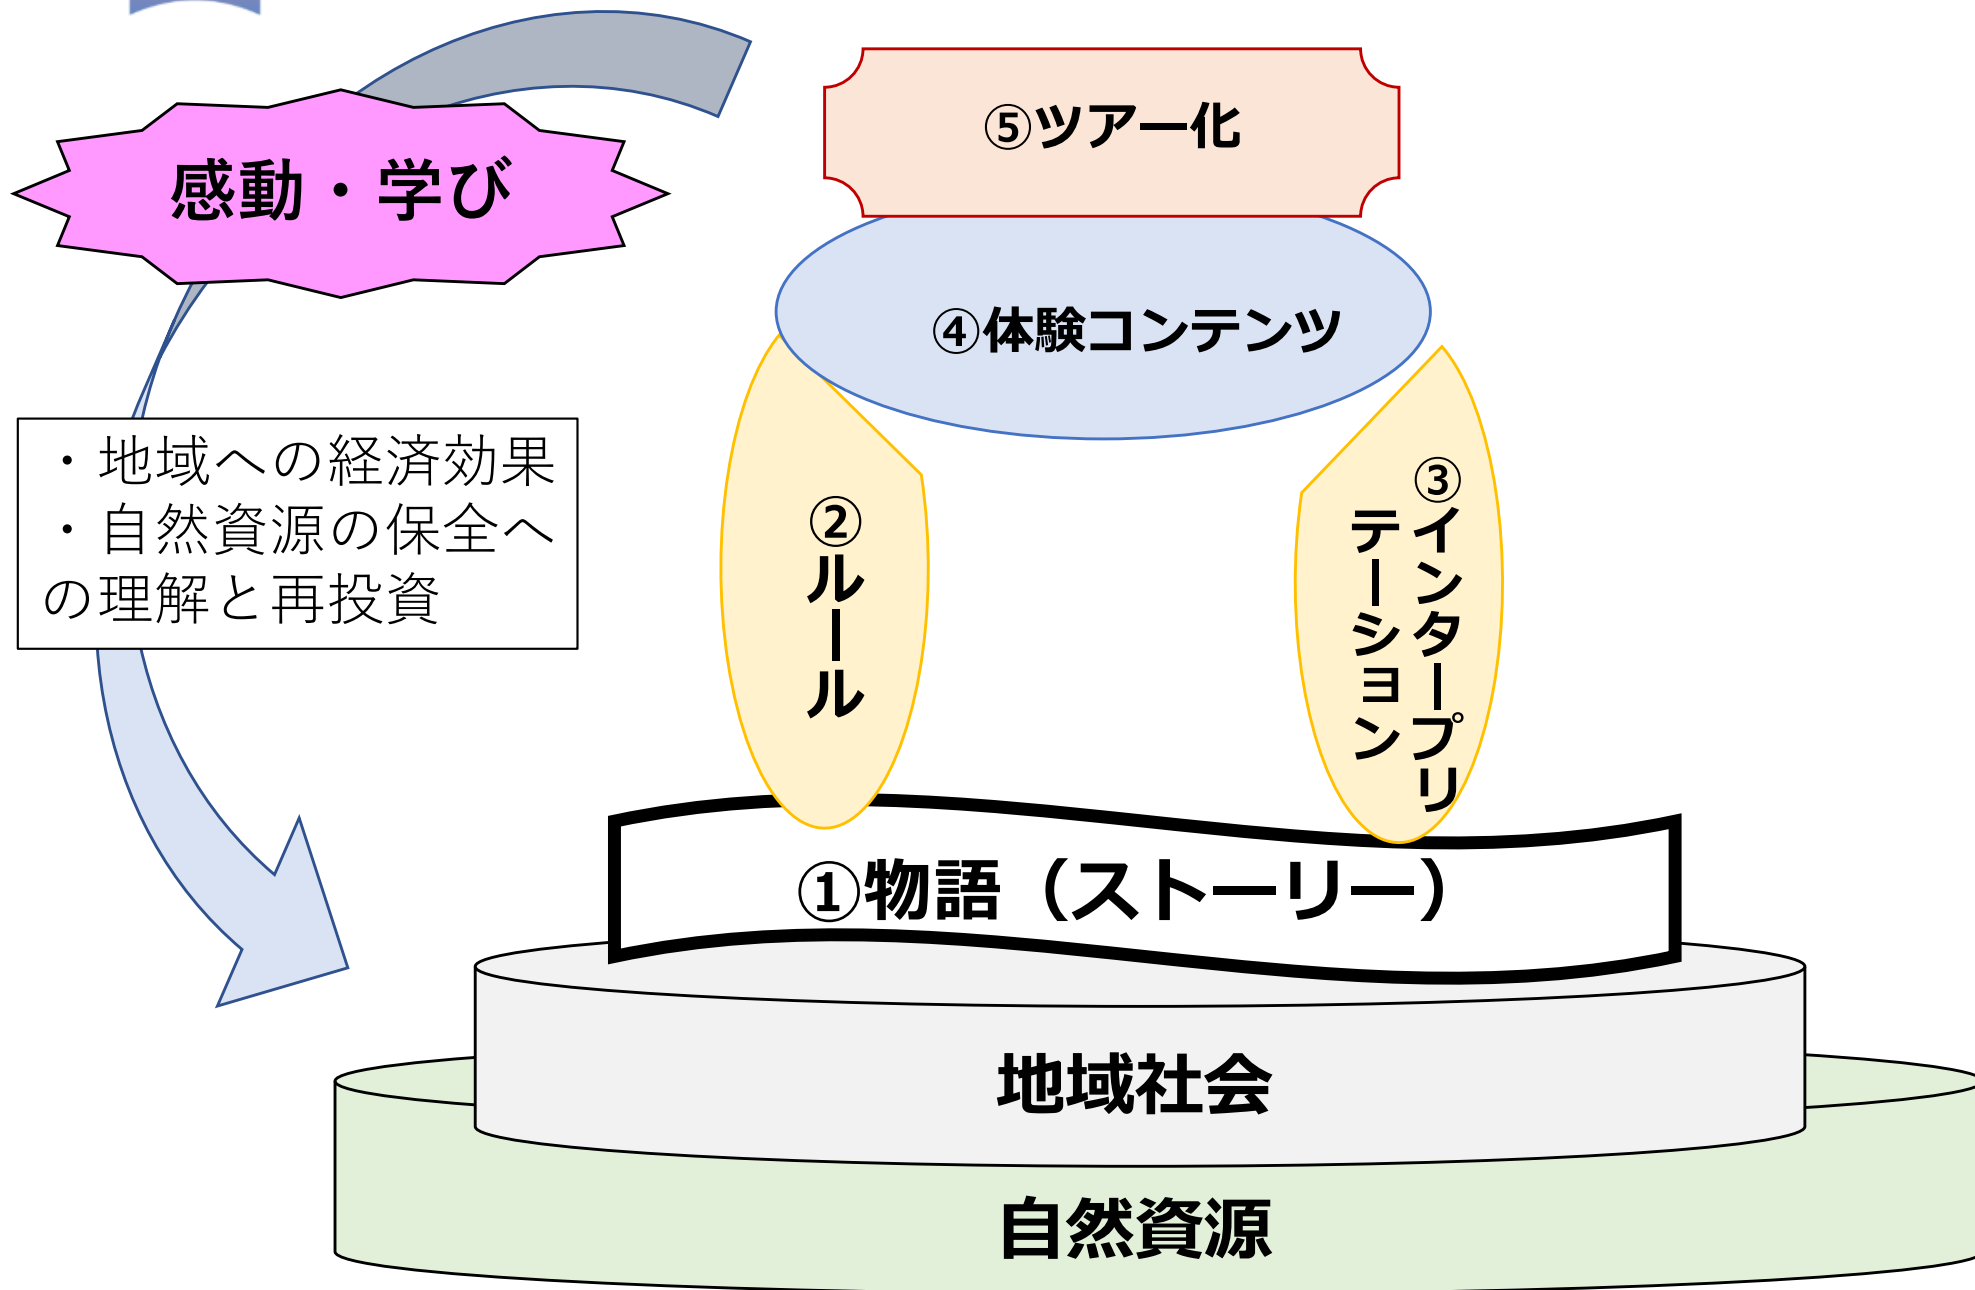 ⑤ツアー化
感動・学び
④体験コンテンツ
・地域への経済効果
・自然資源の保全へ
の理解と再投資
②ルール
③インタープリ
テーション
①物語（ストーリー）
地域社会
自然資源